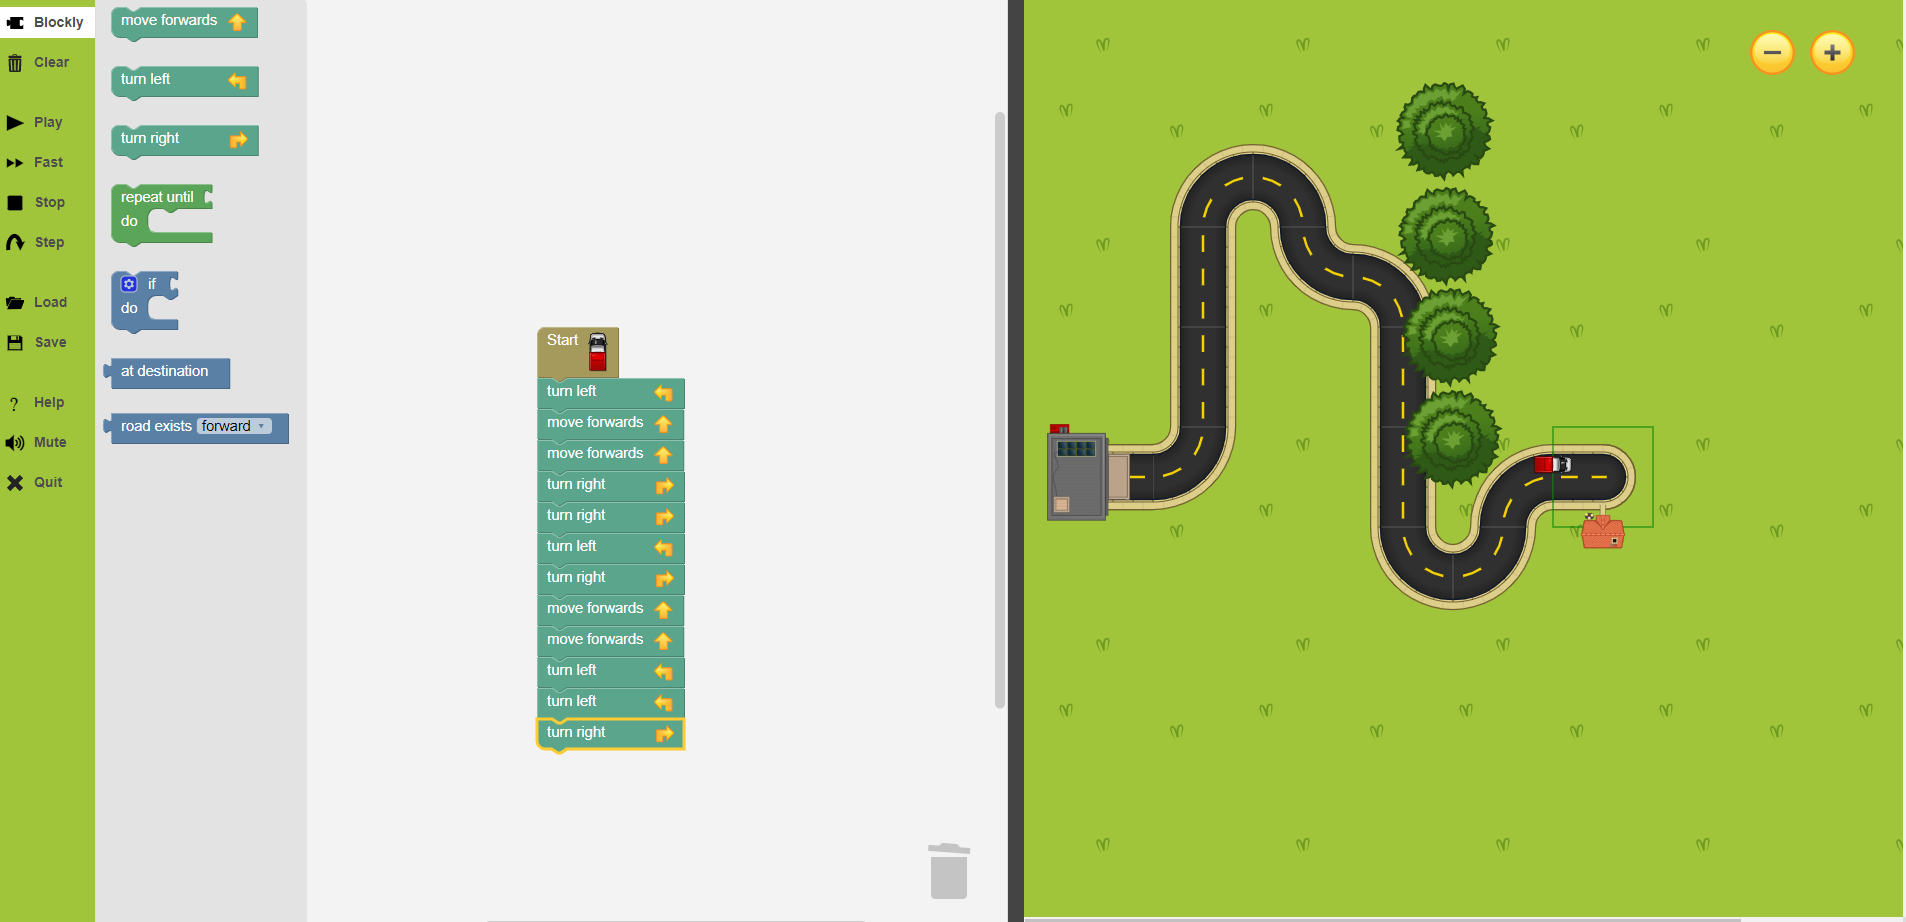 Blockly
Clear
Play
Fast
Stop
Step
Load
Save
Help
Mute
Quit
move forwards
turn left
turn right
repeat until
do
if
do
at destination
road exists forward
Start
turn left
move forwards
move forwards
turn right
turn right
turn left
turn right
move forwards
move forwards
turn left
turn left
turn right